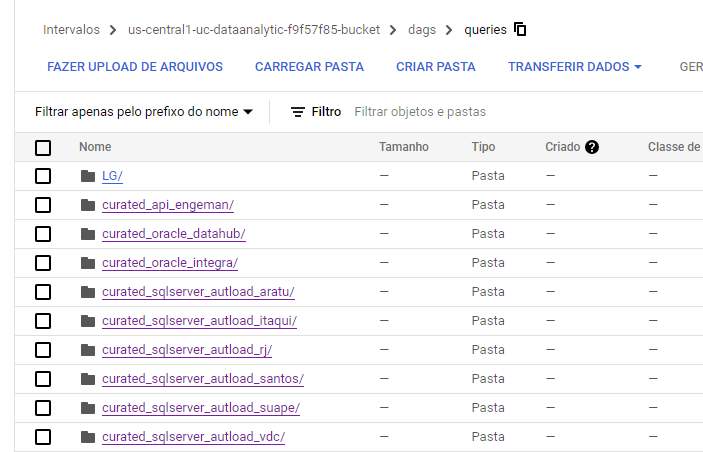 Intervalos > us-central1-uc-dataanalytic-f9f57f85-bucket > dags > queries
FAZER UPLOAD DE ARQUIVOS CARREGAR PASTA CRIAR PASTA TRANSFERIR DADOS GER
Filtrar apenas pelo prefixo do nome Filtro Filtrar objetos e pastas
Nome Tamanho Tipo Criado ? Classe de
LG/ — Pasta — —
curated_api_engeman/ — Pasta — —
curated_oracle_datahub/ — Pasta — —
curated_oracle_integra/ — Pasta — —
curated_sqlserver_autload_aratu/ — Pasta — —
curated_sqlserver_autload_itaqui/ — Pasta — —
curated_sqlserver_autload_rj/ — Pasta — —
curated_sqlserver_autload_santos/ — Pasta — —
curated_sqlserver_autload_suape/ — Pasta — —
curated_sqlserver_autload_vdc/ — Pasta — —